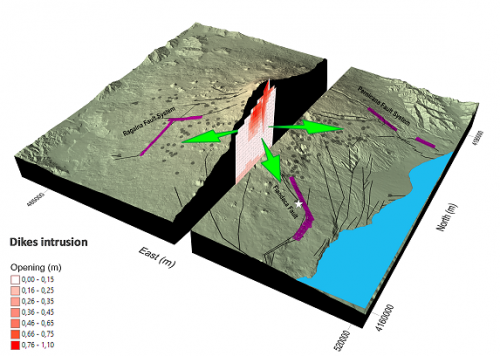 Ragalna Fault System
Pernicana Fault System
Fiandaca Fault
480000
East (m)
520000
4160000
North (m)
Dikes intrusion
Opening (m)
0,00 - 0,15
0,16 - 0,25
0,26 - 0,35
0,36 - 0,45
0,46 - 0,65
0,66 - 0,75
0,76 - 1,10